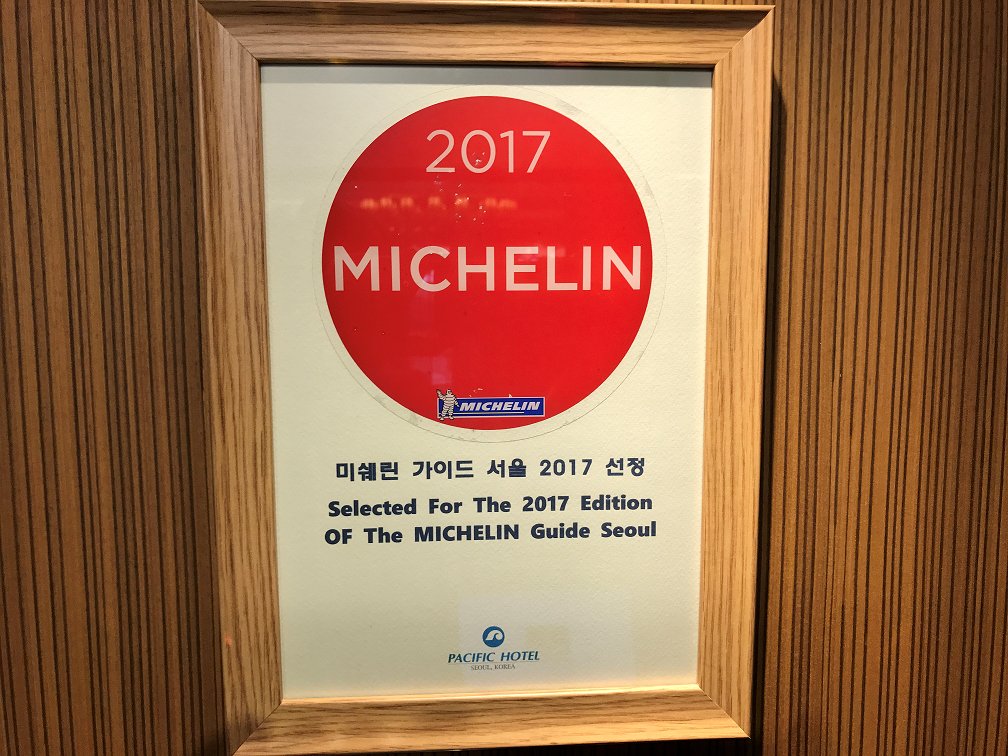 2017
MICHELIN
MICHELIN
미쉐린 가이드 서울 2017 선정
Selected For The 2017 Edition
OF The MICHELIN Guide Seoul
PACIFIC HOTEL
SEOUL, KOREA